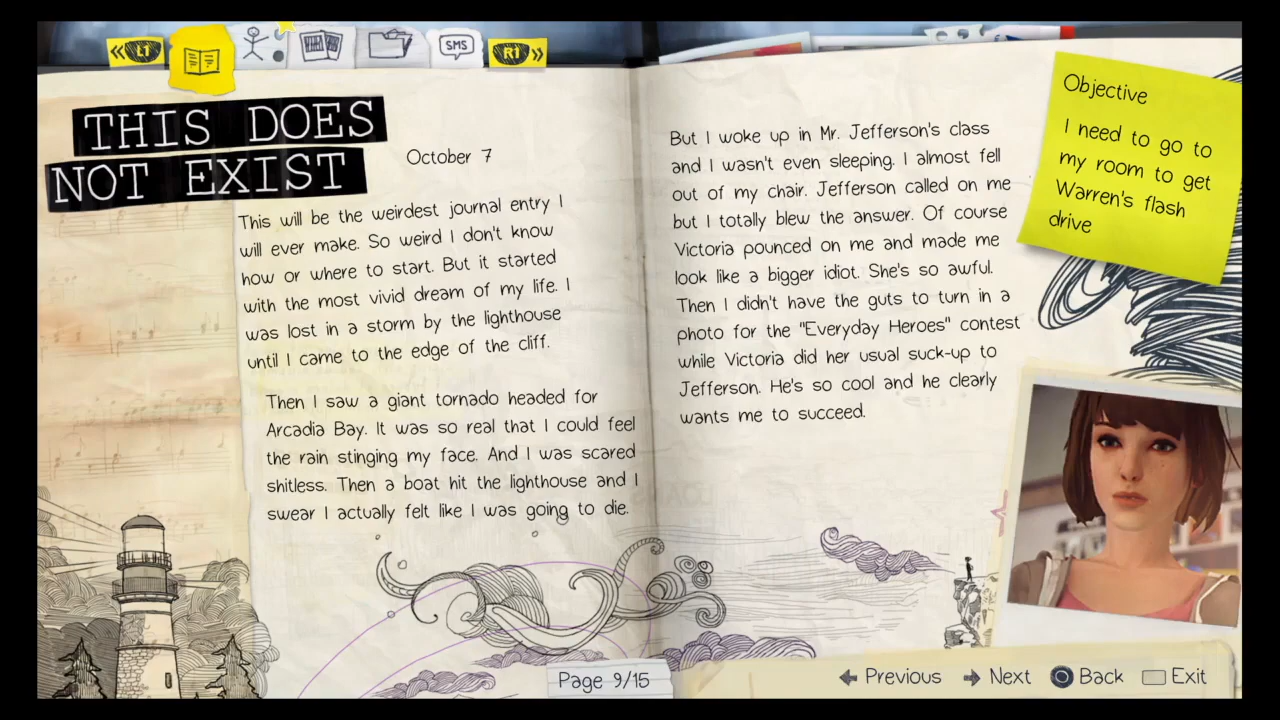 L1
SMS
R1
THIS DOES
NOT EXIST
October 7
This will be the weirdest journal entry I
will ever make. So weird I don't know
how or where to start. But it started
with the most vivid dream of my life. I
was lost in a storm by the lighthouse
until I came to the edge of the cliff.
Then I saw a giant tornado headed for
Arcadia Bay. It was so real that I could feel
the rain stinging my face. And I was scared
shitless. Then a boat hit the lighthouse and I
swear I actually felt like I was going to die.
But I woke up in Mr. Jefferson's class
and I wasn't even sleeping. I almost fell
out of my chair. Jefferson called on me
but I totally blew the answer. Of course
Victoria pounced on me and made me
look like a bigger idiot. She's so awful.
Then I didn't have the guts to turn in a
photo for the "Everyday Heroes" contest
while Victoria did her usual suck-up to
Jefferson. He's so cool and he clearly
wants me to succeed.
Objective
I need to go to
my room to get
Warren's flash
drive
Page 9/15
Previous
Next
Back
Exit